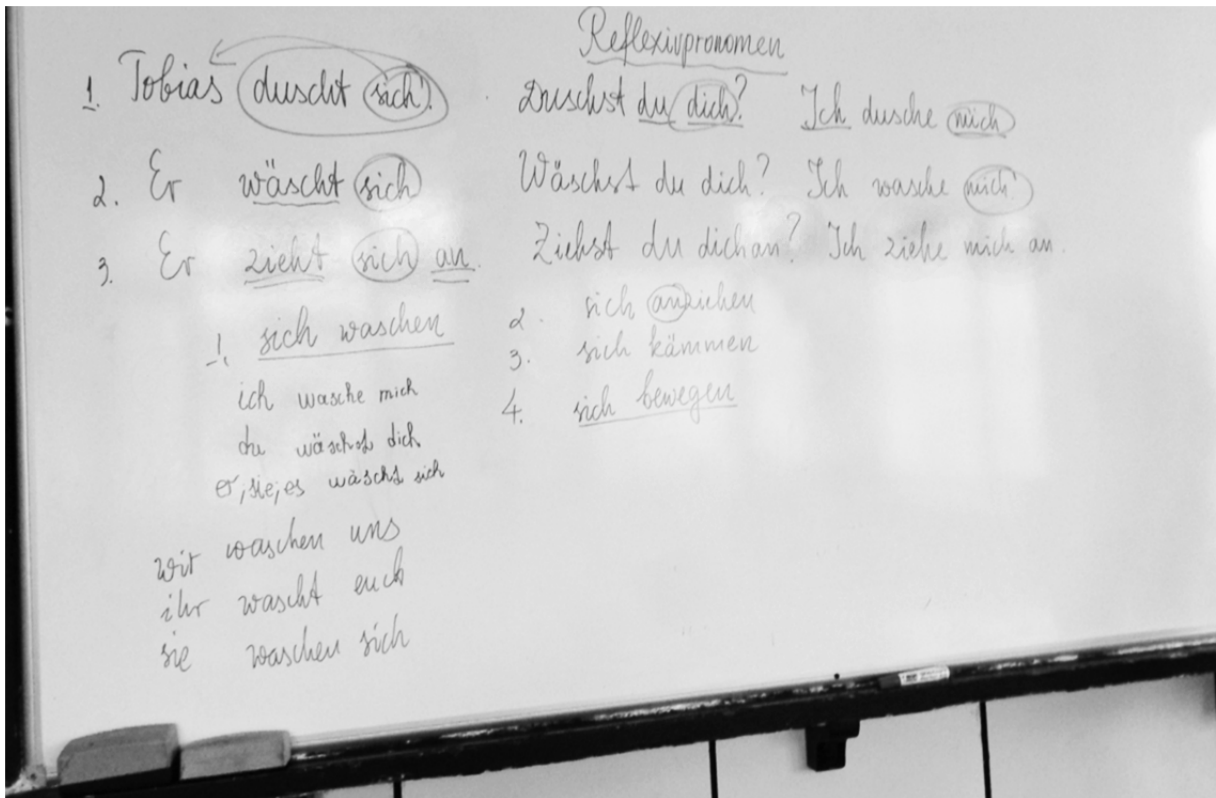 Reflexivpronomen
1. Tobias duscht sich. Duschst du dich? Ich dusche mich
2. Er wäscht sich Wäschst du dich? Ich wasche mich
3. Er zieht sich an. Ziehst du dich an? Ich ziehe mich an.
1. sich waschen
ich wasche mich
du wäschst dich
er, sie, es wäscht sich
wir waschen uns
ihr wascht euch
sie waschen sich
2. sich anziehen
3. sich kämmen
4. sich bewegen